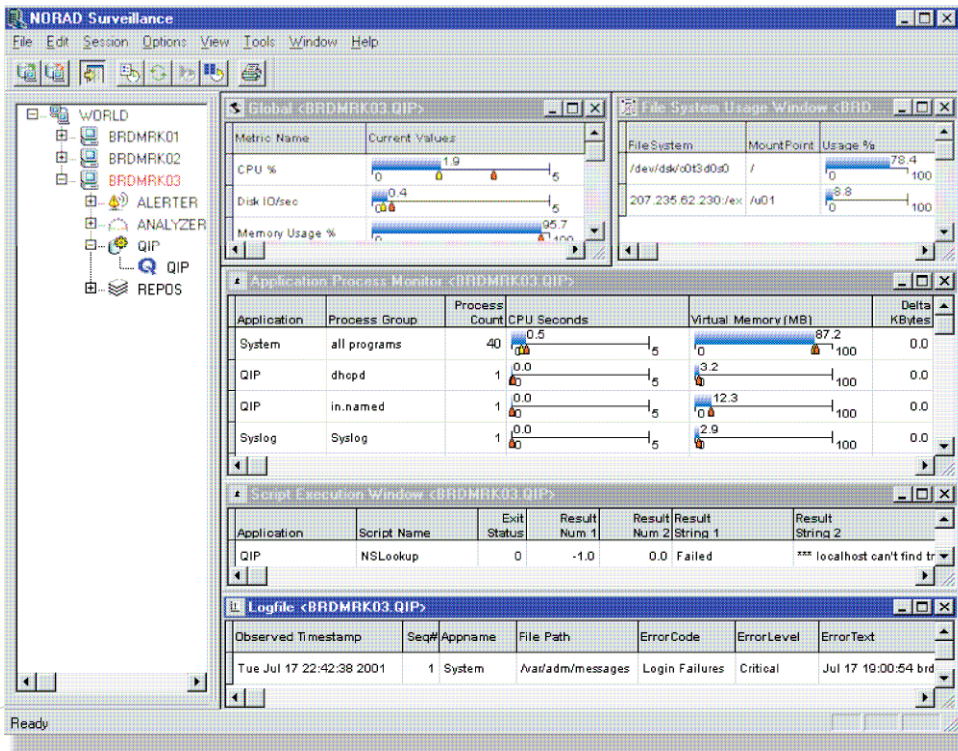 NORAD Surveillance
File Edit Session Options View Tools Window Help
WORLD
BRDMRK01
BRDMRK02
BRDMRK03
ALERTER
ANALYZER
QIP
QIP
REPOS
Global <BRDMRK03.QIP>
Metric Name Current Values
CPU % 1.9 0 5
Disk IO/sec 0.4 0 5
Memory Usage % 95.7 0 100
File System Usage Window <BRD...
FileSystem MountPoint Usage %
/dev/dsk/c0t3d0s0 / 78.4 0 100
207.235.62.230:/ex /u01 8.8 0 100
Application Process Monitor <BRDMRK03.QIP>
Application Process Group Process Count CPU Seconds Virtual Memory (MB) Delta KBytes
System all programs 40 0.5 0 5 87.2 0 100 0.0
QIP dhcpd 1 0.0 0 5 3.2 0 100 0.0
QIP in.named 1 0.0 0 5 12.3 0 100 0.0
Syslog Syslog 1 0.0 0 5 2.9 0 100 0.0
Script Execution Window <BRDMRK03.QIP>
Application Script Name Exit Status Result Num 1 Result Num 2 Result String 1 Result String 2
QIP NSLookup 0 -1.0 0.0 Failed *** localhost can't find tr
Logfile <BRDMRK03.QIP>
Observed Timestamp Seq# Appname File Path ErrorCode ErrorLevel ErrorText
Tue Jul 17 22:42:38 2001 1 System /var/adm/messages Login Failures Critical Jul 17 19:00:54 brd
Ready